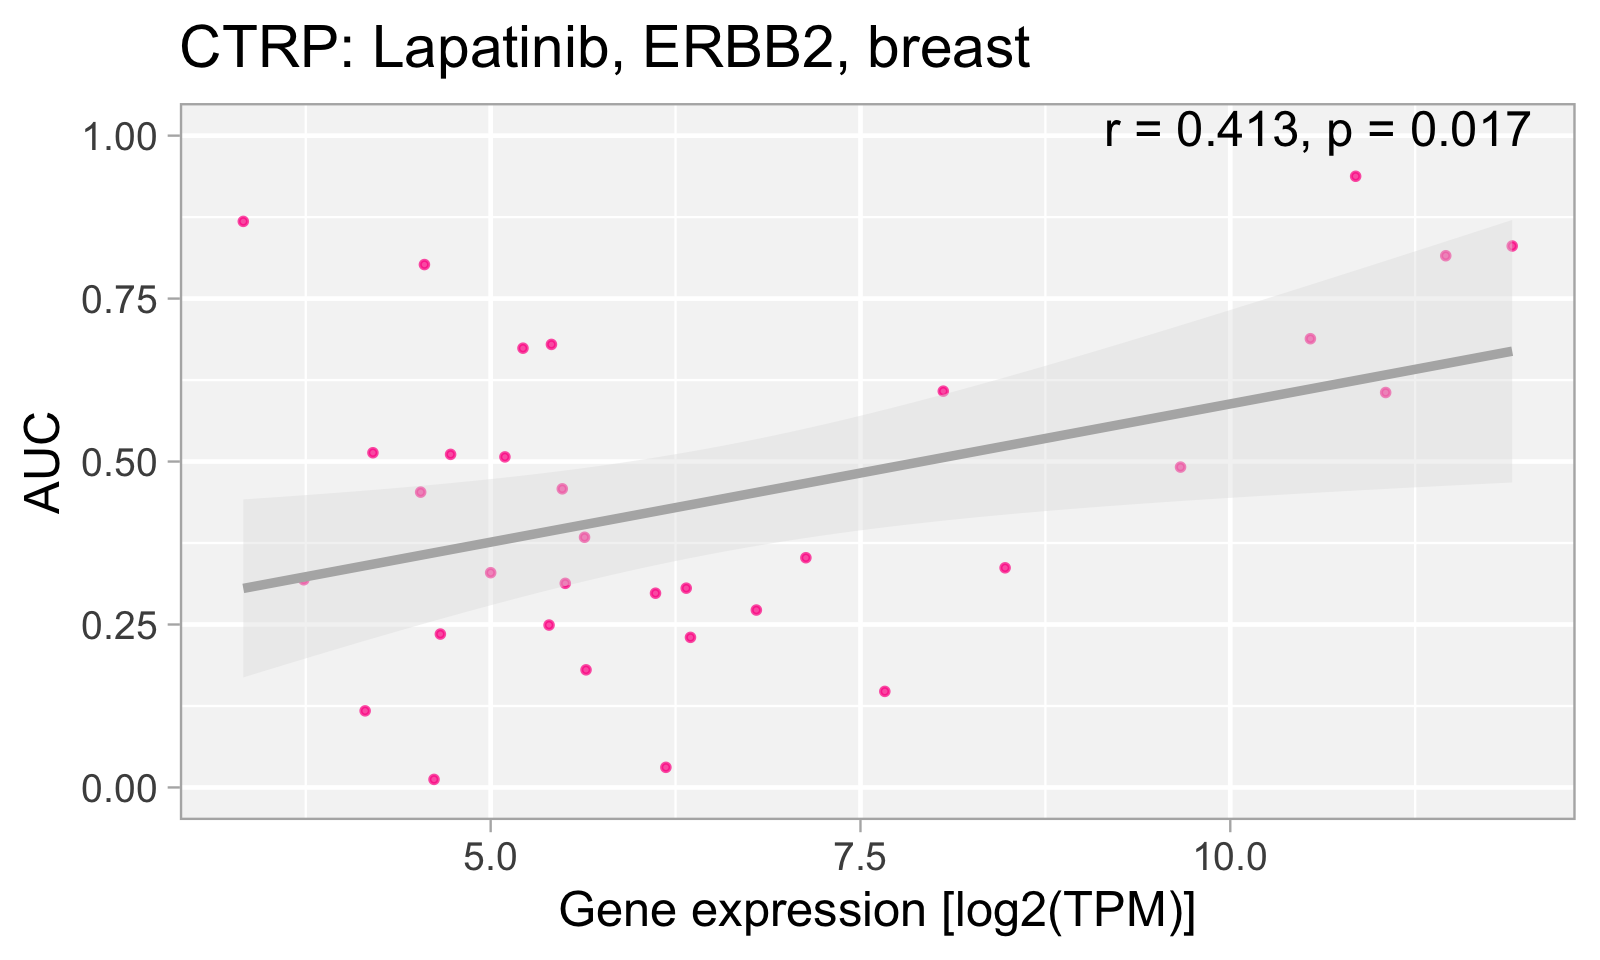 CTRP: Lapatinib, ERBB2, breast
r = 0.413, p = 0.017
1.00
0.75
0.50
0.25
0.00
AUC
5.0 7.5 10.0
Gene expression [log2(TPM)]